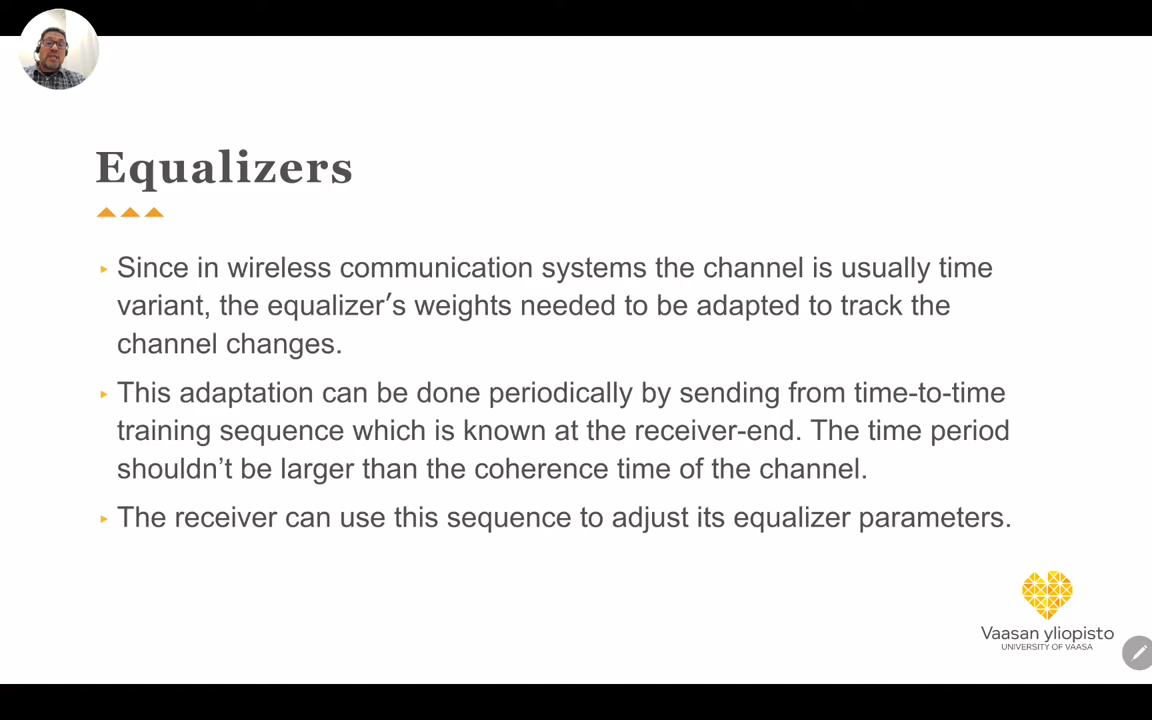 Equalizers
Since in wireless communication systems the channel is usually time
variant, the equalizer’s weights needed to be adapted to track the
channel changes.
This adaptation can be done periodically by sending from time-to-time
training sequence which is known at the receiver-end. The time period
shouldn’t be larger than the coherence time of the channel.
The receiver can use this sequence to adjust its equalizer parameters.
Vaasan yliopisto
UNIVERSITY OF VAASA